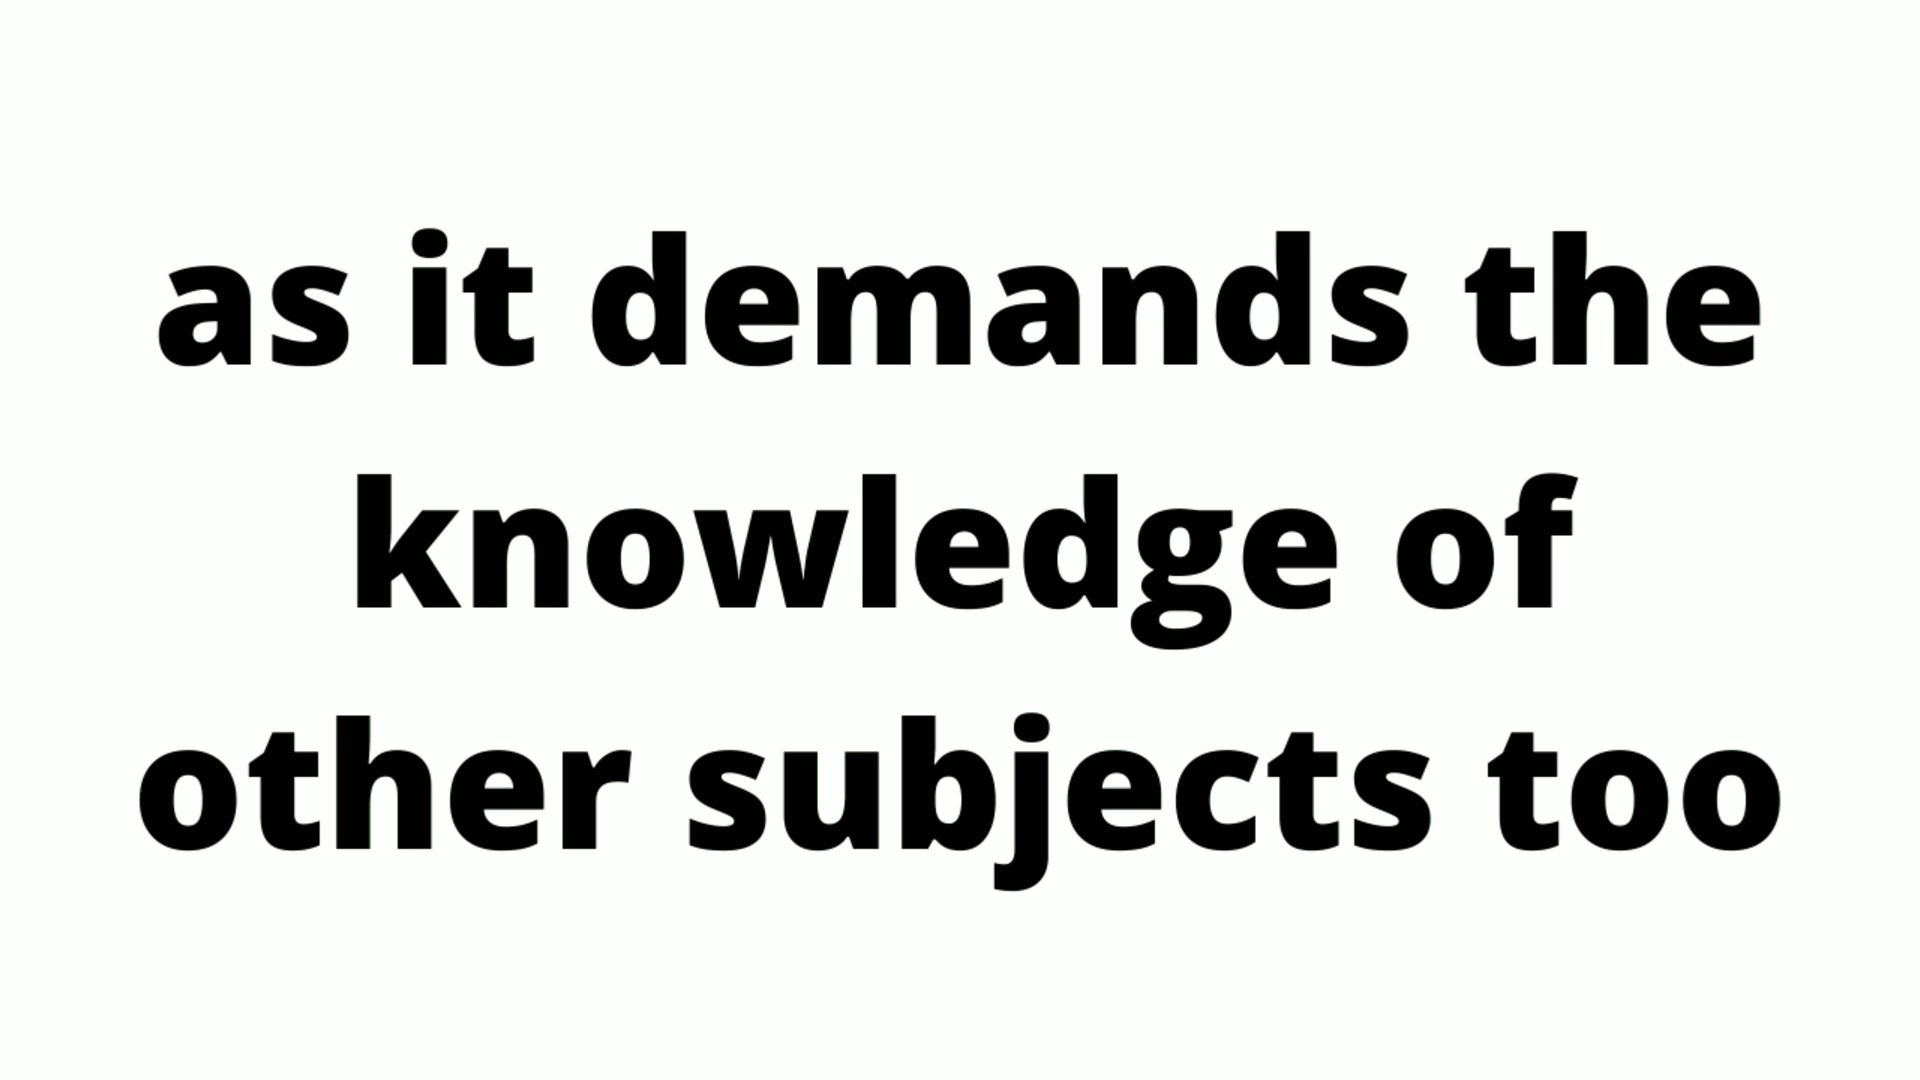 as it demands the
knowledge of
other subjects too